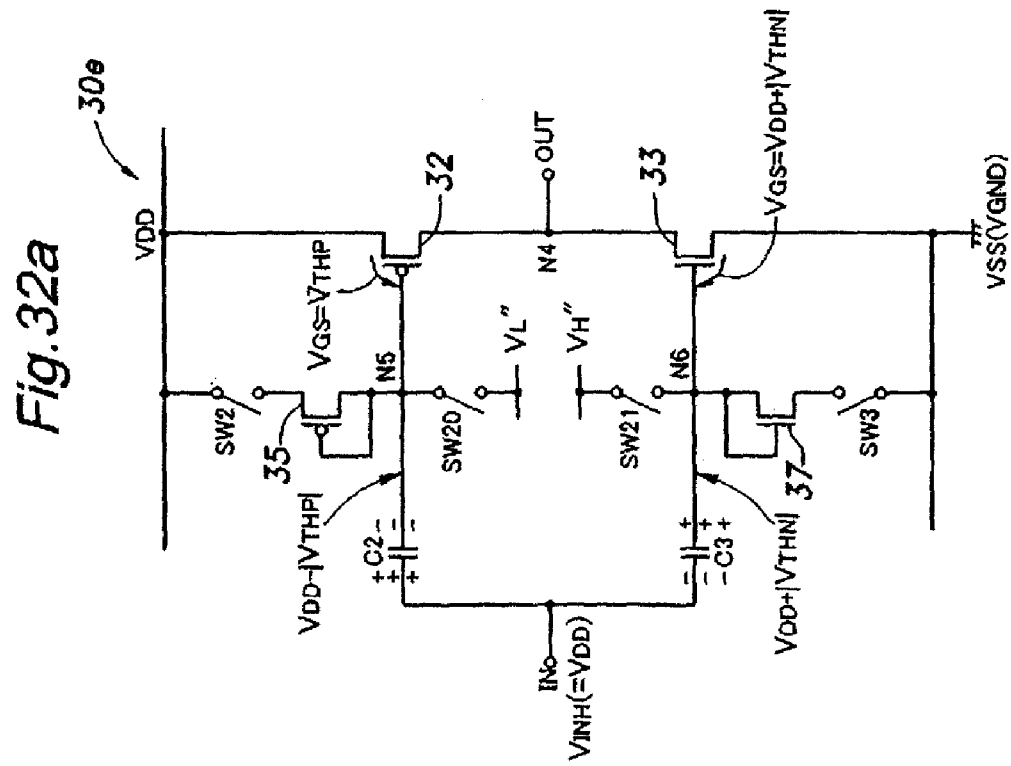 Fig.32a
30e
VDD
SW2
35
VGS=VTHP
32
N5
VDD-|VTHP|
+ C2 -
+ -
+ -
SW20
VL"
N4
OUT
IN
VINH(=VDD)
VH"
SW21
N6
33
- +
- +
- C3 +
VDD+|VTHN|
VGS=VDD+|VTHN|
37
SW3
VSS(VGND)